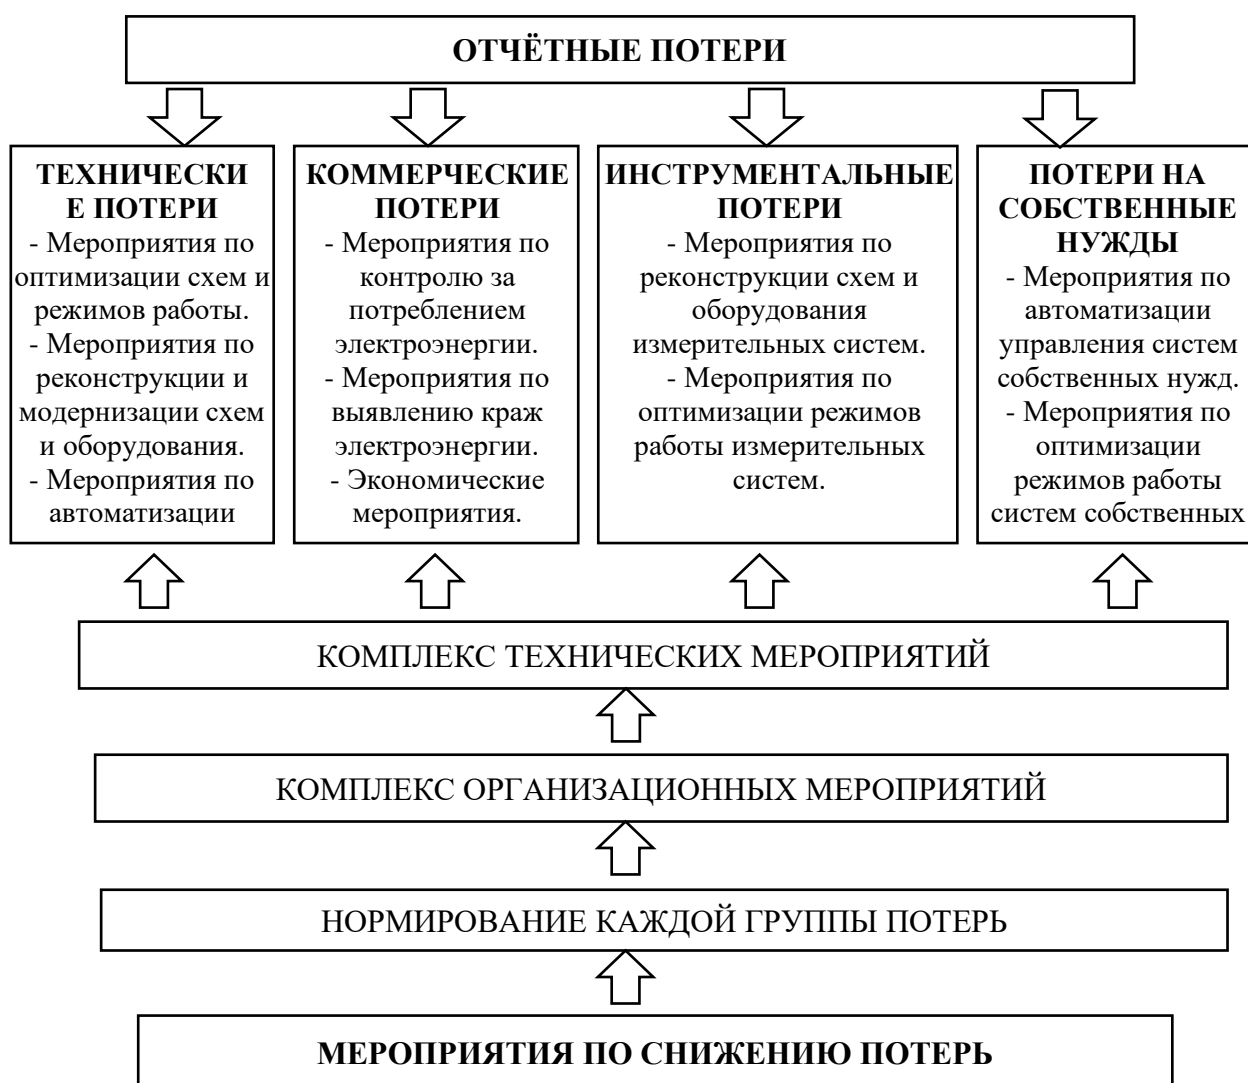 ОТЧЁТНЫЕ ПОТЕРИ
ТЕХНИЧЕСКИ
Е ПОТЕРИ
- Мероприятия по
оптимизации схем и
режимов работы.
- Мероприятия по
реконструкции и
модернизации схем
и оборудования.
- Мероприятия по
автоматизации
КОММЕРЧЕСКИЕ
ПОТЕРИ
- Мероприятия по
контролю за
потреблением
электроэнергии.
- Мероприятия по
выявлению краж
электроэнергии.
- Экономические
мероприятия.
ИНСТРУМЕНТАЛЬНЫЕ
ПОТЕРИ
- Мероприятия по
реконструкции схем и
оборудования
измерительных систем.
- Мероприятия по
оптимизации режимов
работы измерительных
систем.
ПОТЕРИ НА
СОБСТВЕННЫЕ
НУЖДЫ
- Мероприятия по
автоматизации
управления систем
собственных нужд.
- Мероприятия по
оптимизации
режимов работы
систем собственных
КОМПЛЕКС ТЕХНИЧЕСКИХ МЕРОПРИЯТИЙ
КОМПЛЕКС ОРГАНИЗАЦИОННЫХ МЕРОПРИЯТИЙ
НОРМИРОВАНИЕ КАЖДОЙ ГРУППЫ ПОТЕРЬ
МЕРОПРИЯТИЯ ПО СНИЖЕНИЮ ПОТЕРЬ